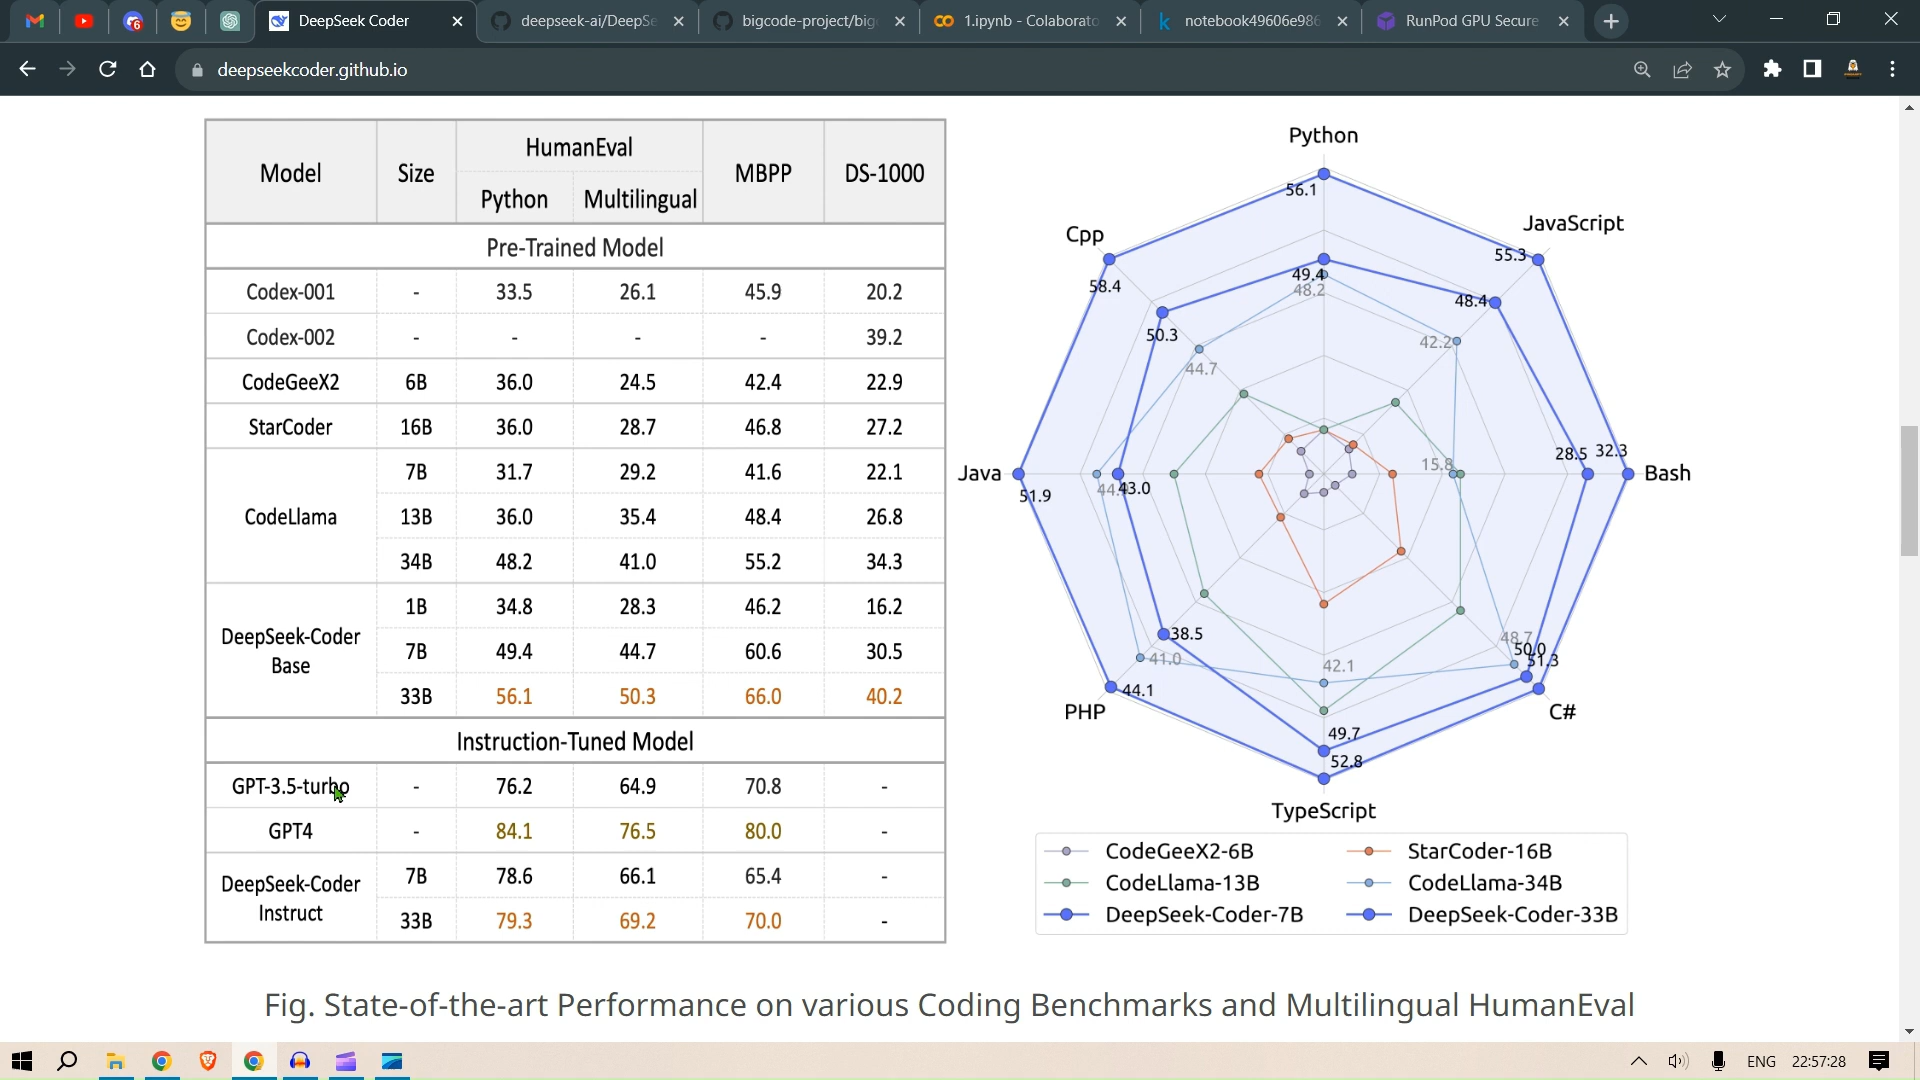 DeepSeek Coder
deepseek-ai/DeepSe
bigcode-project/bigc
1.ipynb - Colaborato
notebook49606e986
RunPod GPU Secure
deepseekcoder.github.io
Model Size HumanEval MBPP DS-1000
Python Multilingual
Pre-Trained Model
Codex-001 - 33.5 26.1 45.9 20.2
Codex-002 - - - - 39.2
CodeGeeX2 6B 36.0 24.5 42.4 22.9
StarCoder 16B 36.0 28.7 46.8 27.2
CodeLlama 7B 31.7 29.2 41.6 22.1
13B 36.0 35.4 48.4 26.8
34B 48.2 41.0 55.2 34.3
DeepSeek-Coder
Base
1B 34.8 28.3 46.2 16.2
7B 49.4 44.7 60.6 30.5
33B 56.1 50.3 66.0 40.2
Instruction-Tuned Model
GPT-3.5-turbo - 76.2 64.9 70.8 -
GPT4 - 84.1 76.5 80.0 -
DeepSeek-Coder
Instruct
7B 78.6 66.1 65.4 -
33B 79.3 69.2 70.0 -
Python
56.1
JavaScript
55.3
Cpp
58.4
49.4
48.2
48.4
50.3
42.2
44.7
28.5 32.3
15.8
Java
Bash
51.9
43.0
38.5
41.0
44.1
PHP
42.1
48.7
50.0
51.3
C#
49.7
52.8
TypeScript
CodeGeeX2-6B StarCoder-16B
CodeLlama-13B CodeLlama-34B
DeepSeek-Coder-7B DeepSeek-Coder-33B
Fig. State-of-the-art Performance on various Coding Benchmarks and Multilingual HumanEval
ENG 22:57:28